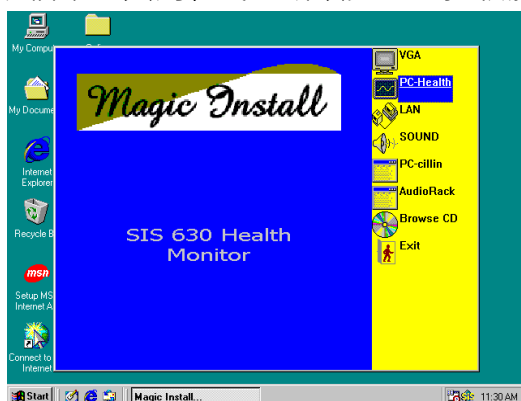 My Compu
My Docume
Internet
Explorer
Recycle B
msn
Setup MS
Internet A
Connect to
Internet
Magic Install
SIS 630 Health
Monitor
VGA
PC-Health
LAN
SOUND
PC-cillin
AudioRack
Browse CD
Exit
Start
Magic Install...
11:30 AM